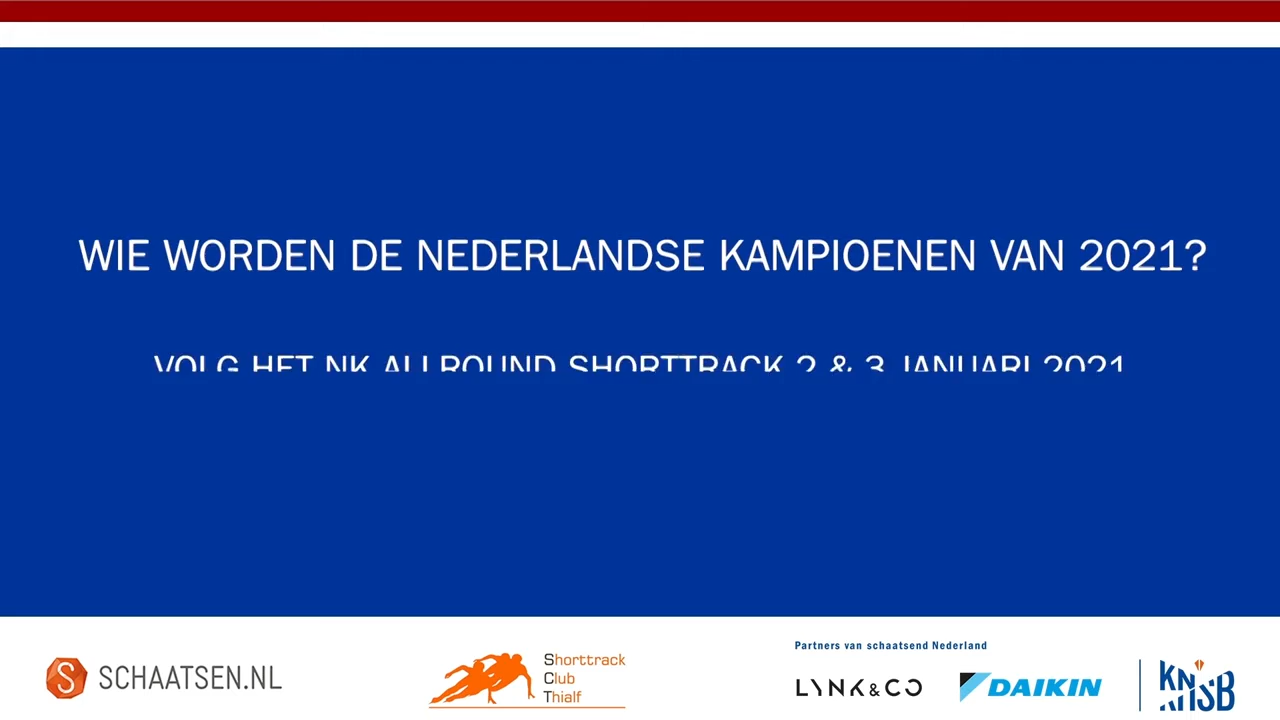 WIE WORDEN DE NEDERLANDSE KAMPIOENEN VAN 2021?
VOLG HET NK ALLROUND SHORTTRACK 2 & 3 JANUARI 2021
Partners van schaatsend Nederland
SCHAATSEN.NL
Shorttrack
Club
Thialf
LYNK & CO
DAIKIN
KNSB